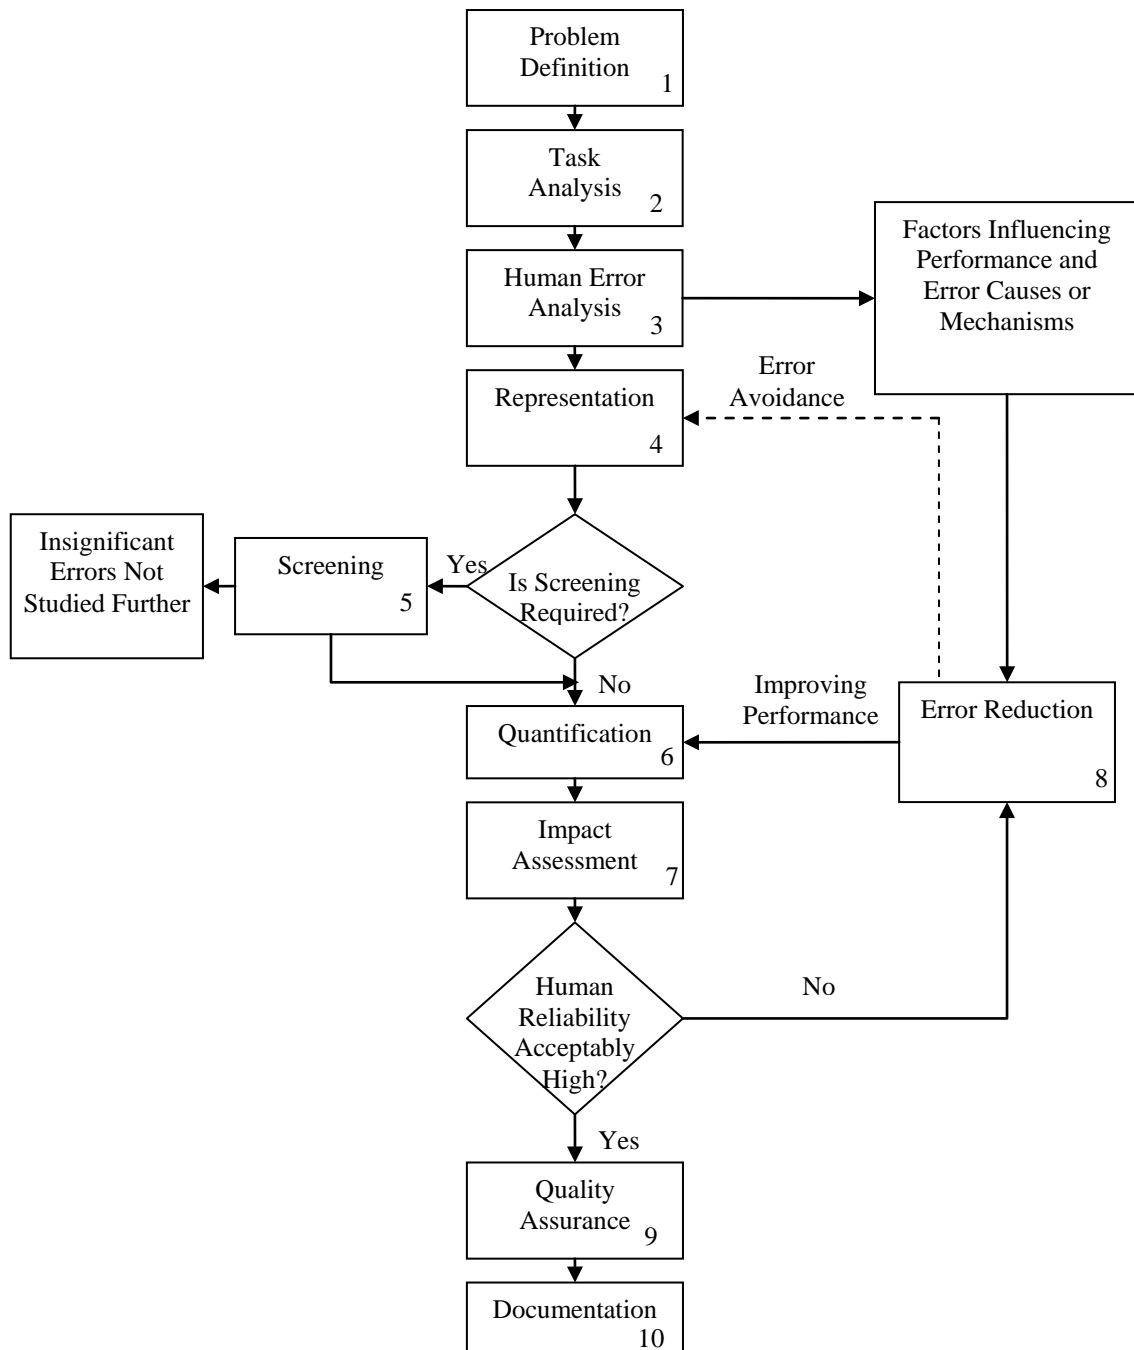 Problem
Definition
1
Task
Analysis
2
Human Error
Analysis
3
Factors Influencing
Performance and
Error Causes or
Mechanisms
Representation
4
Error
Avoidance
Is Screening
Required?
Yes
Screening
5
Insignificant
Errors Not
Studied Further
No
Quantification
6
Improving
Performance
Error Reduction
8
Impact
Assessment
7
Human
Reliability
Acceptably
High?
No
Yes
Quality
Assurance
9
Documentation
10